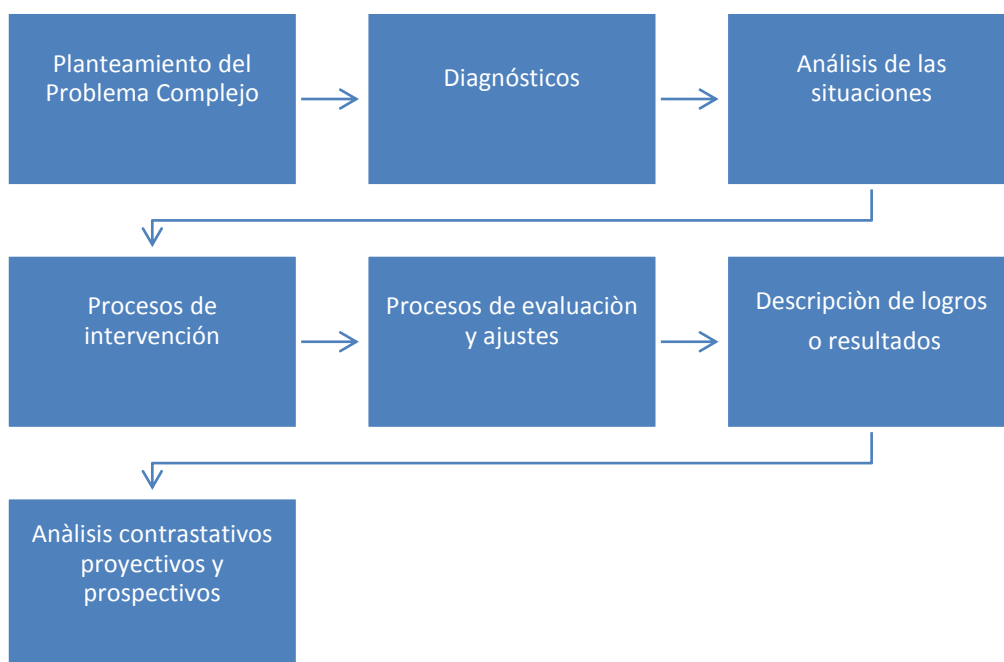 Planteamiento del
Problema Complejo
Diagnósticos
Análisis de las
situaciones
Procesos de
intervención
Procesos de evaluaciòn
y ajustes
Descripciòn de logros
o resultados
Anàlisis contrastativos
proyectivos y
prospectivos